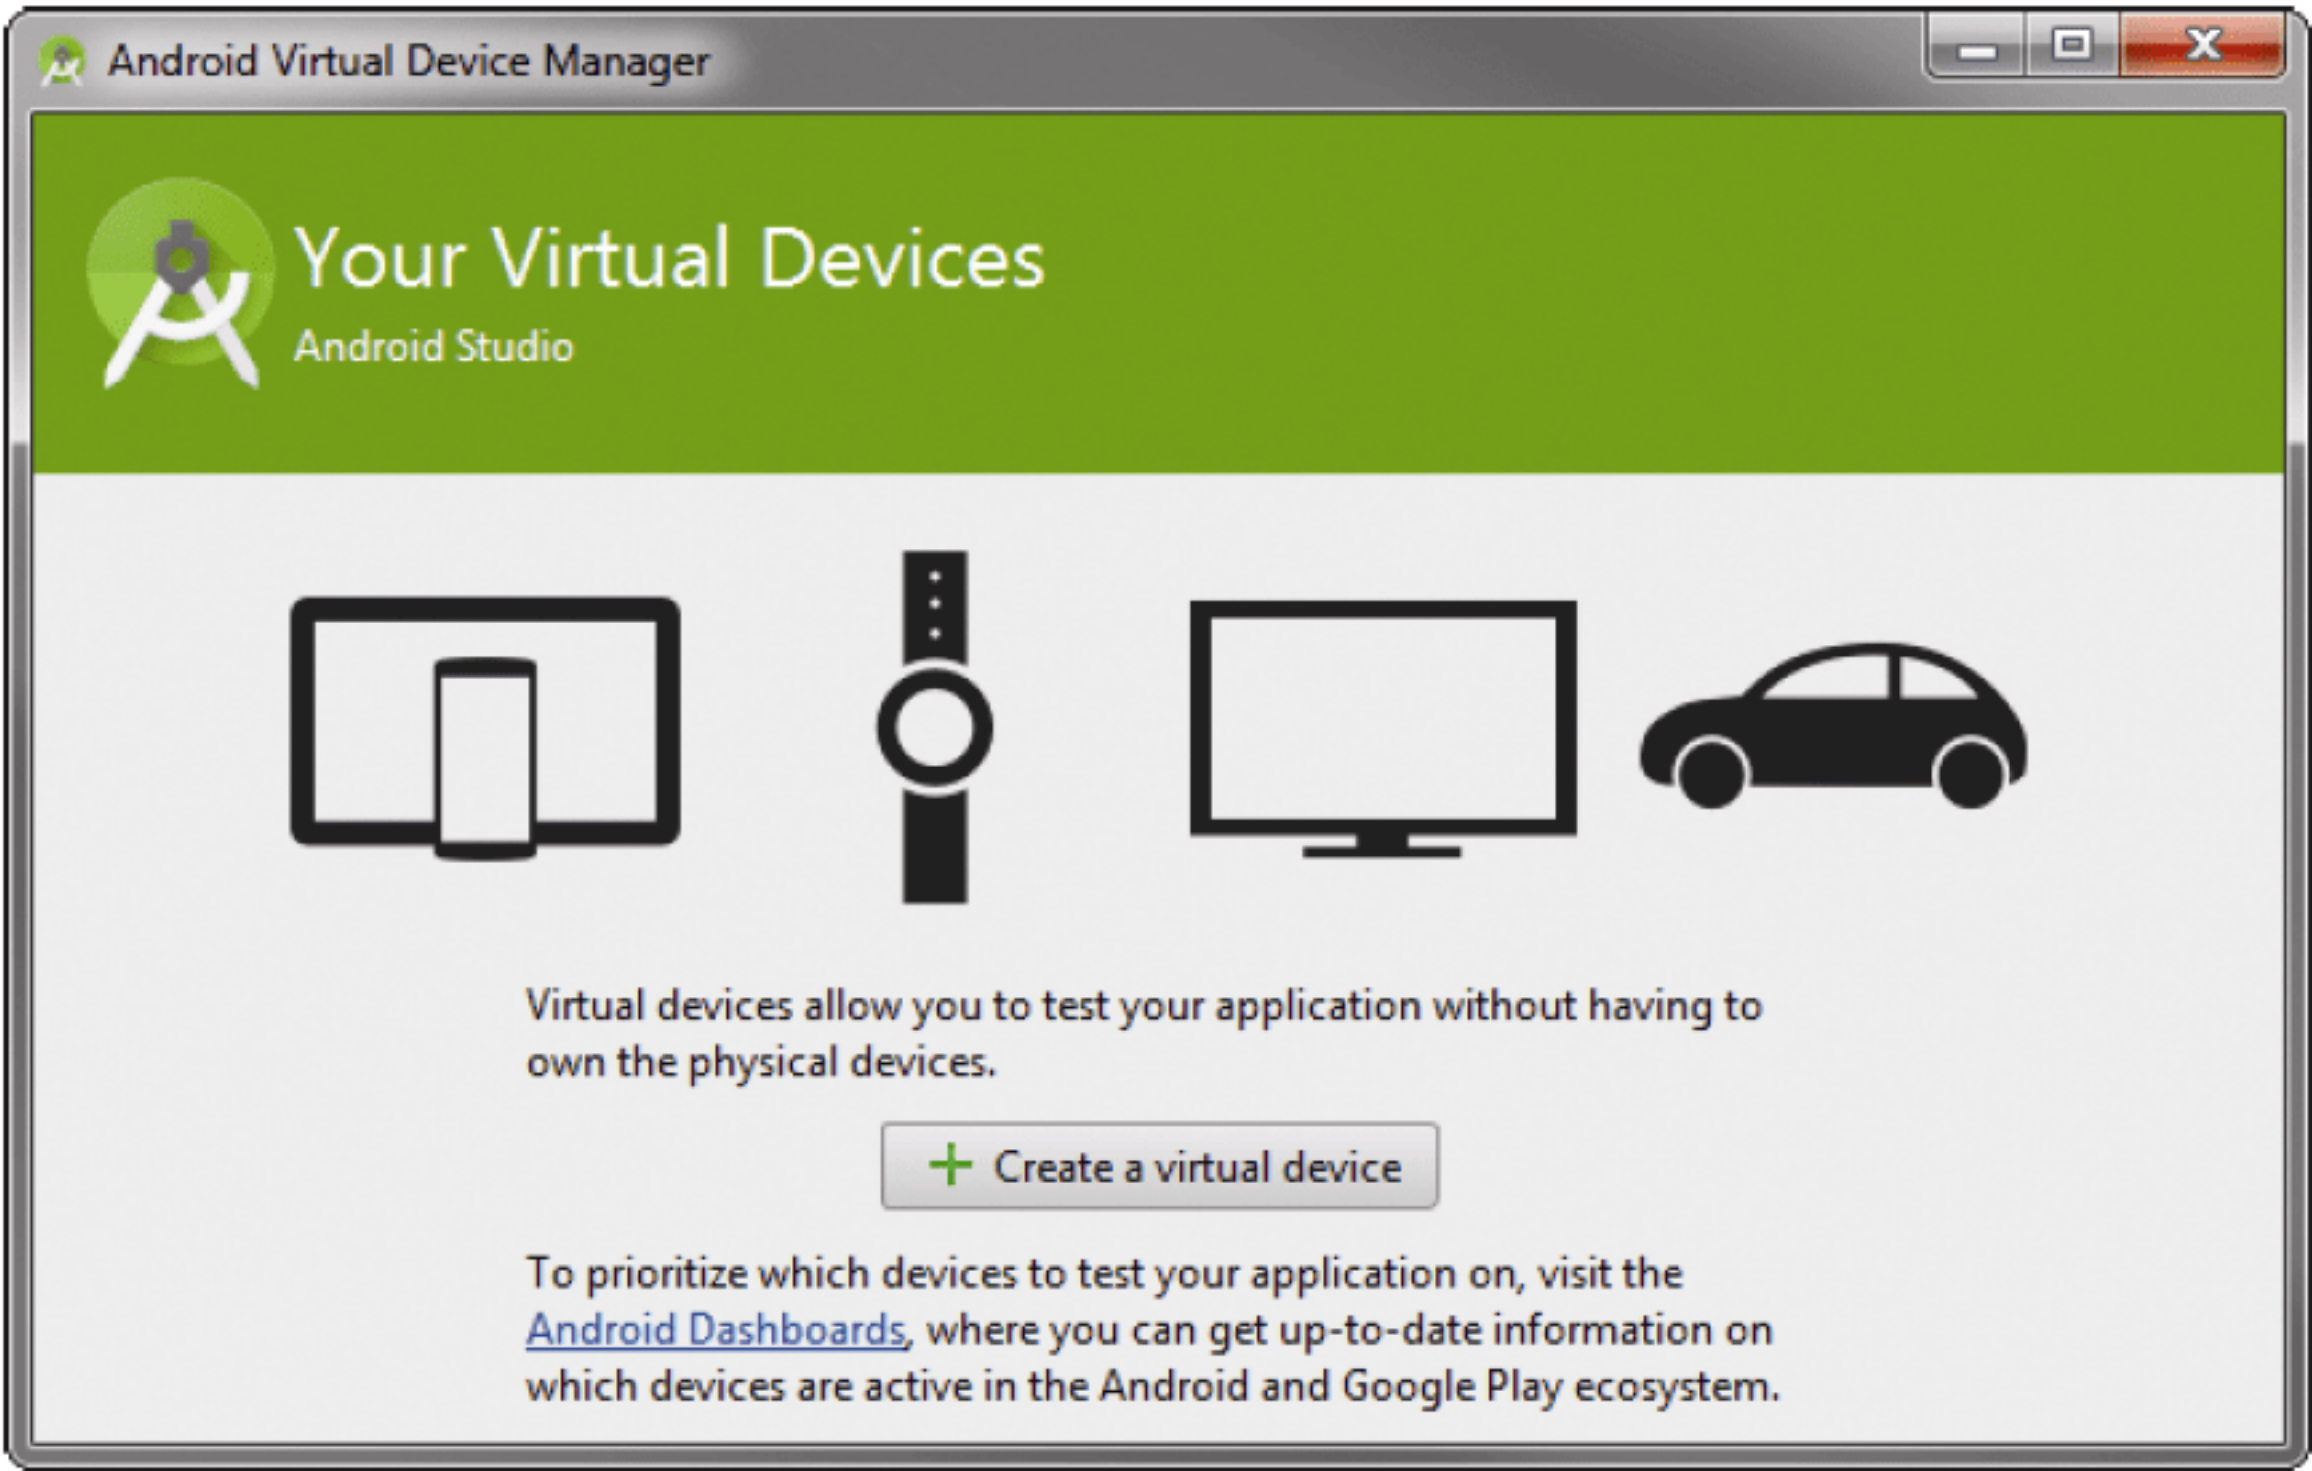 Android Virtual Device Manager
Your Virtual Devices
Android Studio
Virtual devices allow you to test your application without having to
own the physical devices.
Create a virtual device
To prioritize which devices to test your application on, visit the
Android Dashboards, where you can get up-to-date information on
which devices are active in the Android and Google Play ecosystem.